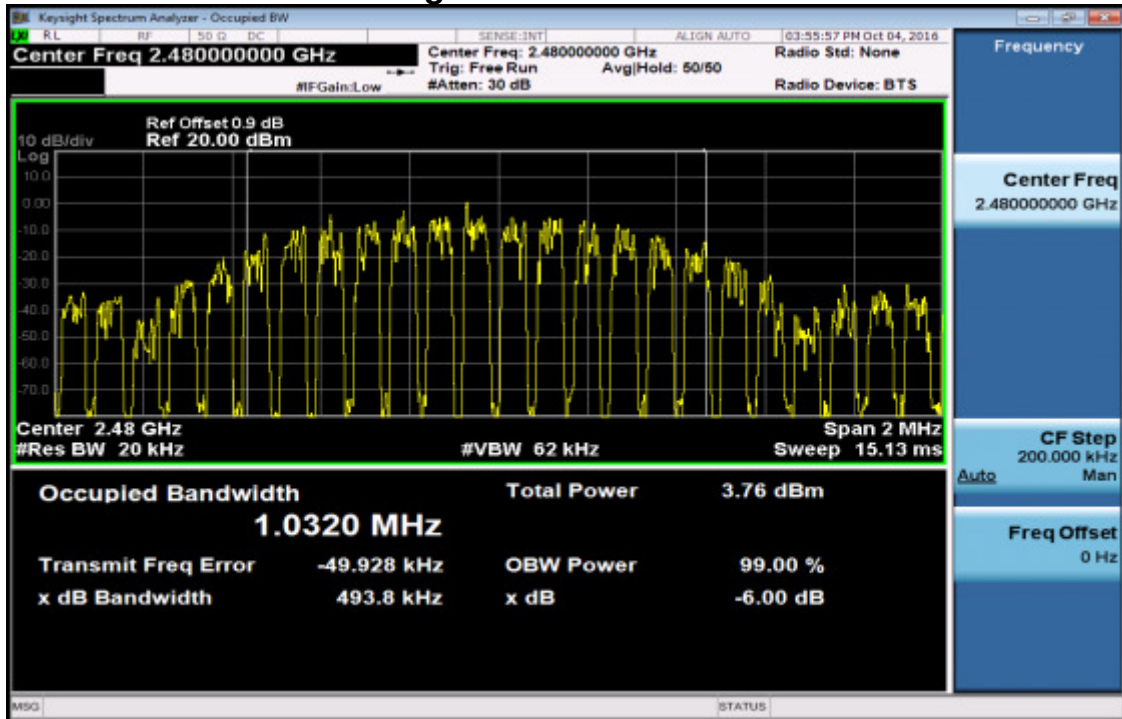 Keysight Spectrum Analyzer - Occupied BW
RL RF 50 Ω DC SENSE:INT ALIGN AUTO 03:55:57 PM Oct 04, 2016
Center Freq 2.480000000 GHz
Center Freq: 2.480000000 GHz
Radio Std: None
Trig: Free Run Avg|Hold: 50/50
#IFGain:Low
#Atten: 30 dB
Radio Device: BTS
Frequency
Ref Offset 0.9 dB
10 dB/div Ref 20.00 dBm
Log
10.0
0.00
-10.0
-20.0
-30.0
-40.0
-50.0
-60.0
-70.0
Center 2.48 GHz
Span 2 MHz
#Res BW 20 kHz
#VBW 62 kHz
Sweep 15.13 ms
Center Freq
2.480000000 GHz
CF Step
200.000 kHz
Auto Man
Freq Offset
0 Hz
Occupied Bandwidth
Total Power 3.76 dBm
1.0320 MHz
Transmit Freq Error -49.928 kHz
OBW Power 99.00 %
x dB Bandwidth 493.8 kHz
x dB -6.00 dB
MSG
STATUS